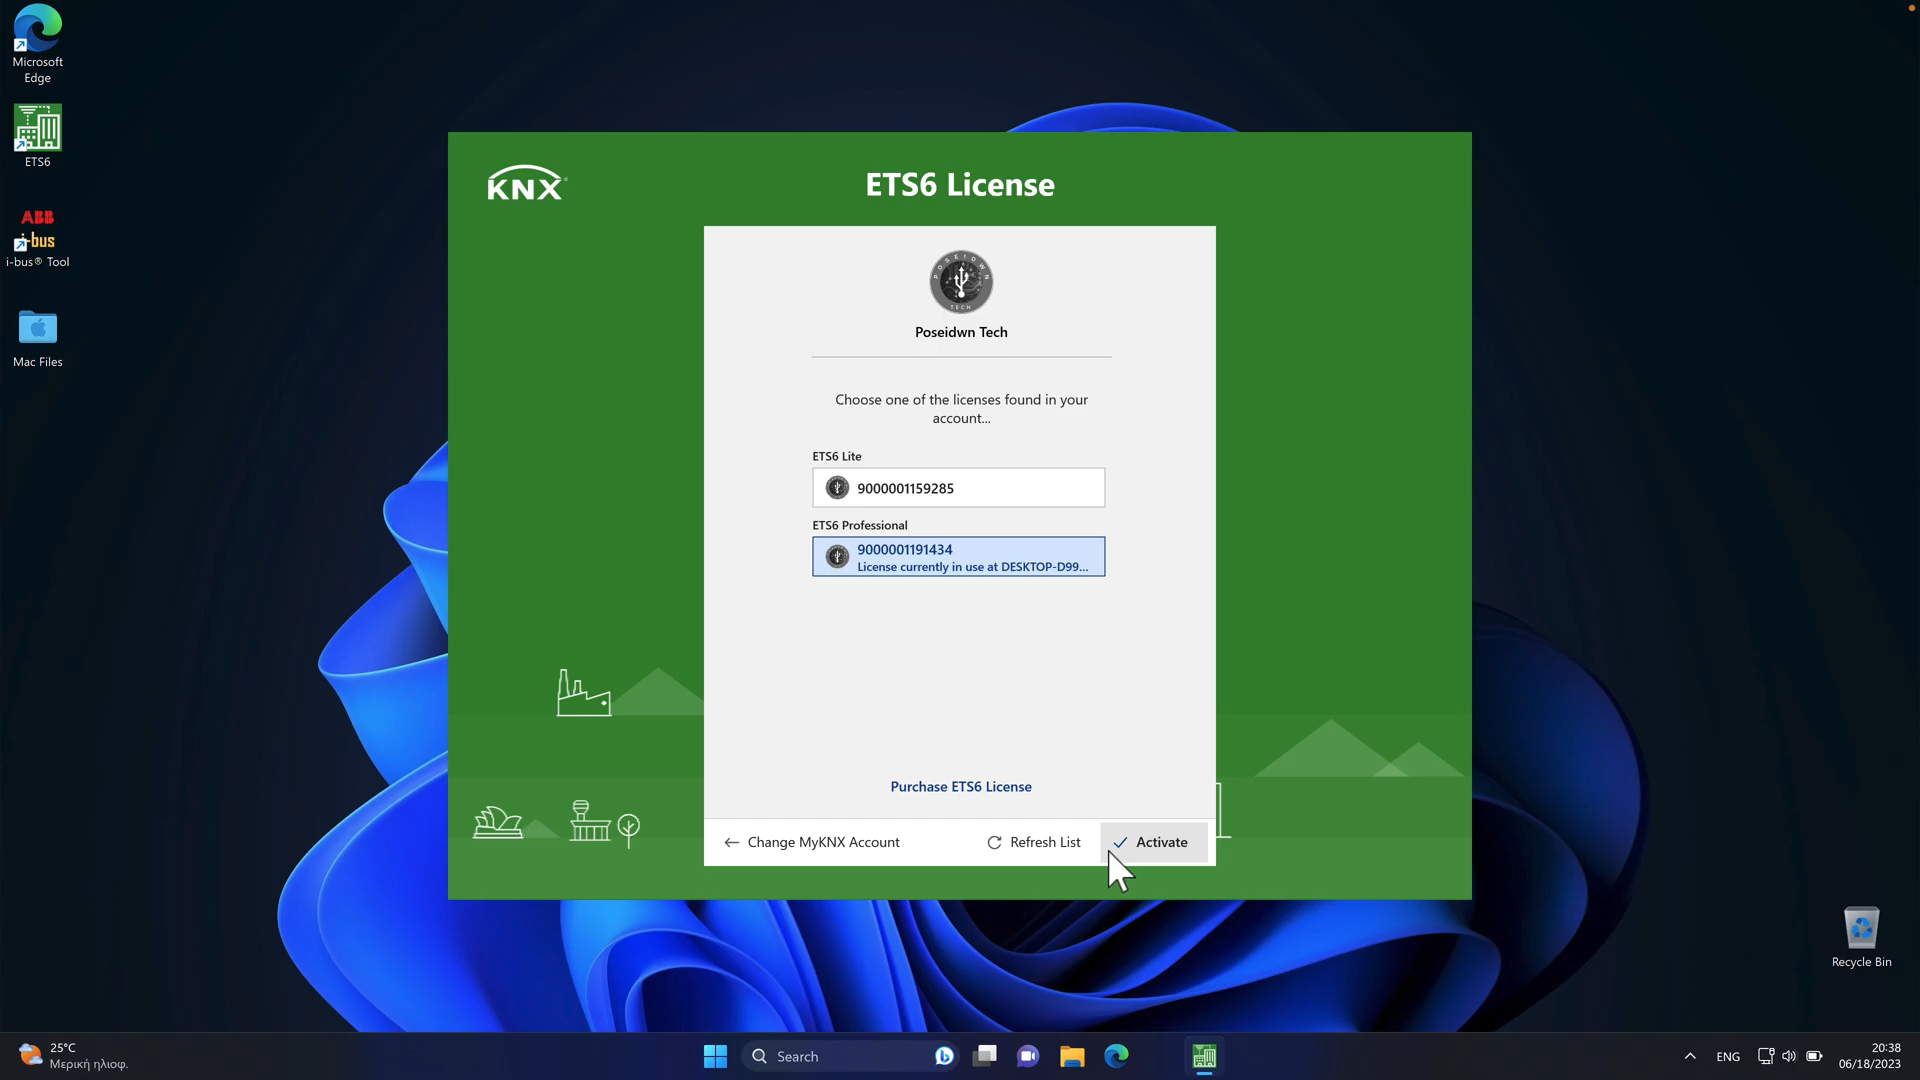 Microsoft
Edge
ETS6
ABB
i-bus
i-bus® Tool
Mac Files
KNX®
ETS6 License
POSEIDWN
TECH
Poseidwn Tech
Choose one of the licenses found in your
account...
ETS6 Lite
9000001159285
ETS6 Professional
9000001191434
License currently in use at DESKTOP-D99...
Purchase ETS6 License
Change MyKNX Account
Refresh List
Activate
Recycle Bin
25°C
Μερική ηλιοφ.
Search
ENG
20:38
06/18/2023